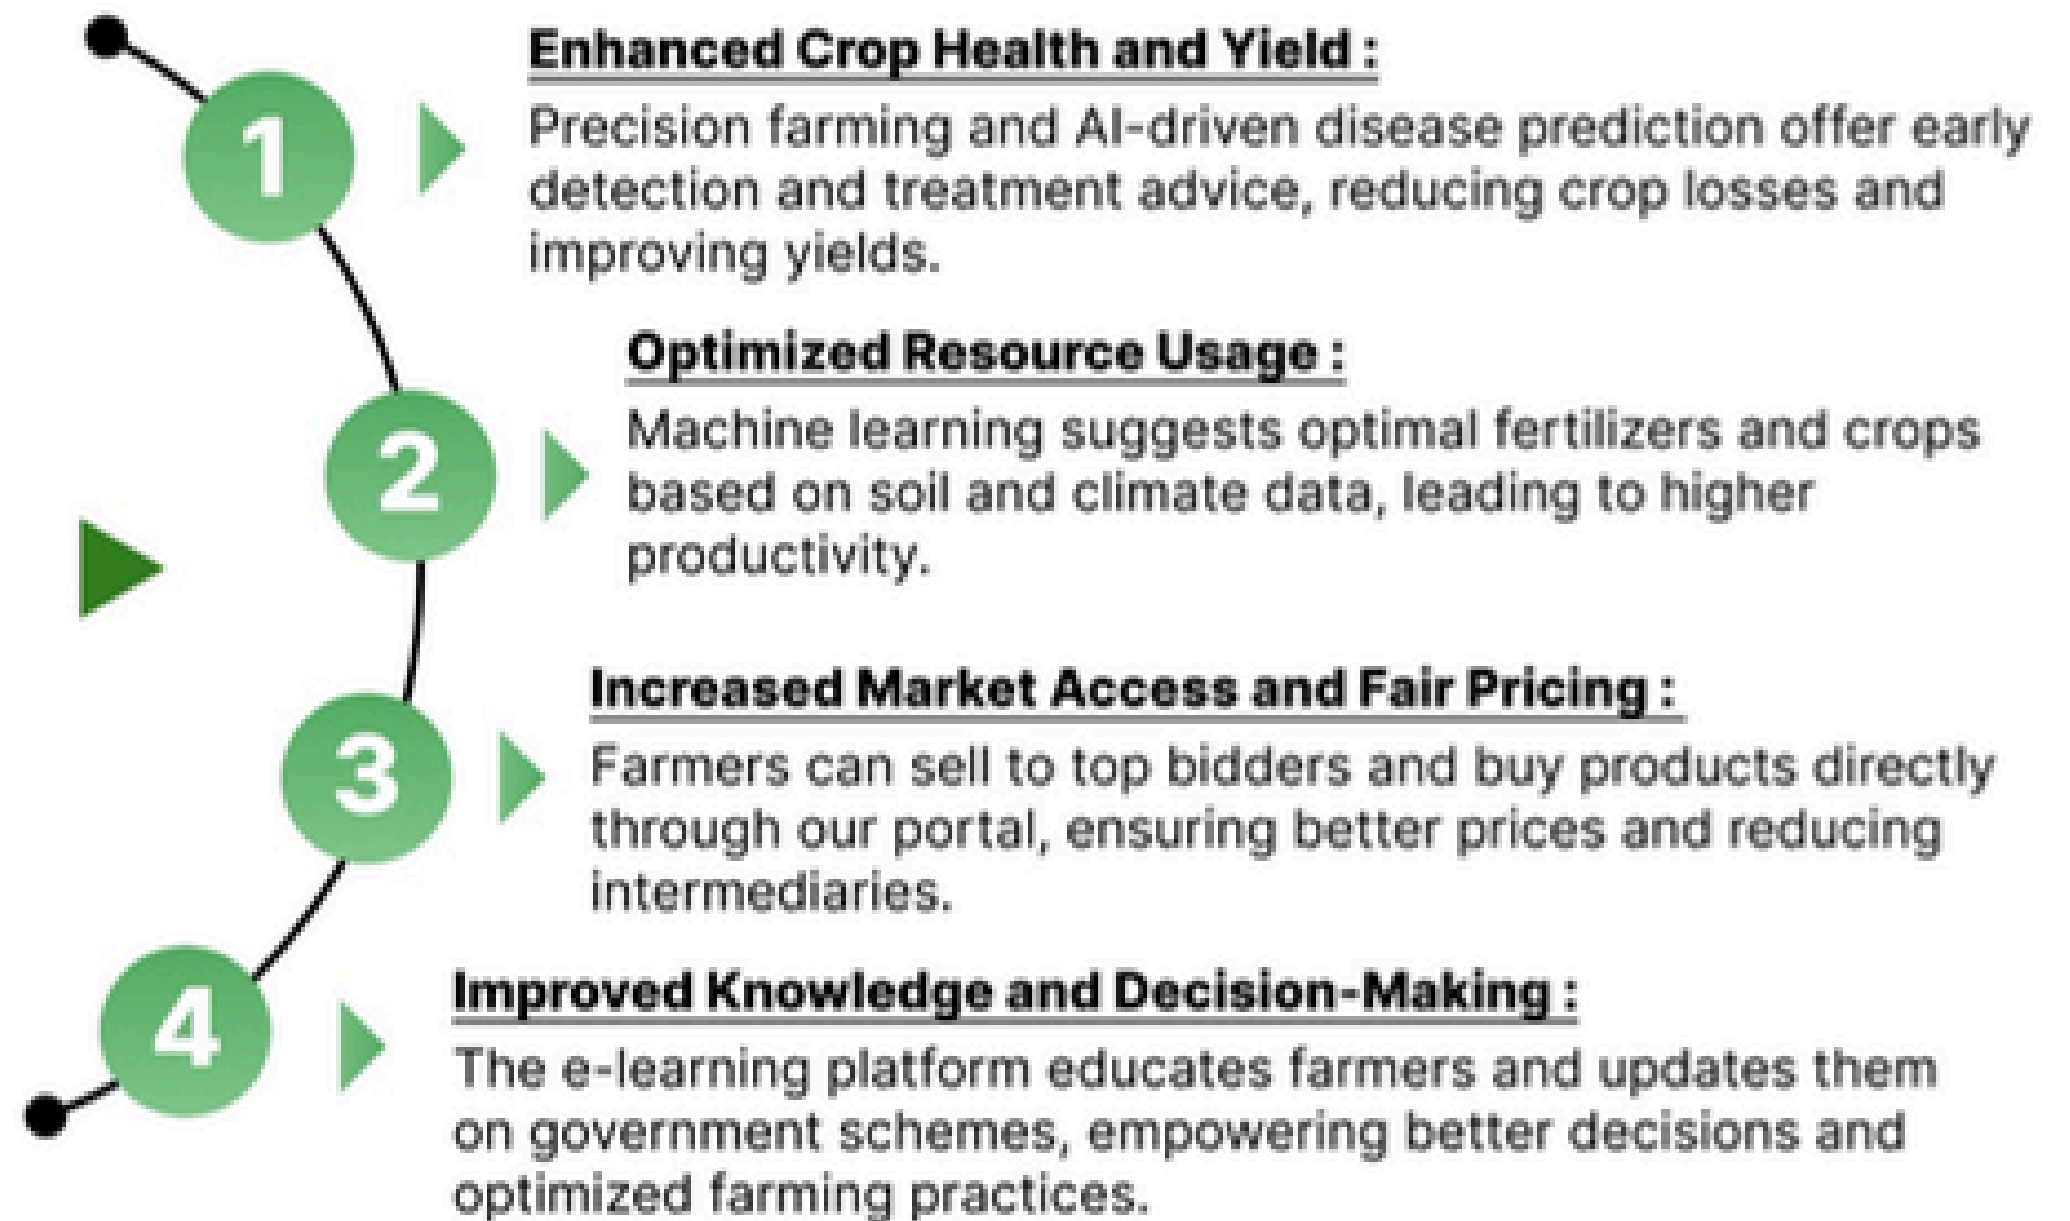 1
Enhanced Crop Health and Yield :
Precision farming and AI-driven disease prediction offer early
detection and treatment advice, reducing crop losses and
improving yields.
2
Optimized Resource Usage :
Machine learning suggests optimal fertilizers and crops
based on soil and climate data, leading to higher
productivity.
3
Increased Market Access and Fair Pricing :
Farmers can sell to top bidders and buy products directly
through our portal, ensuring better prices and reducing
intermediaries.
4
Improved Knowledge and Decision-Making :
The e-learning platform educates farmers and updates them
on government schemes, empowering better decisions and
optimized farming practices.